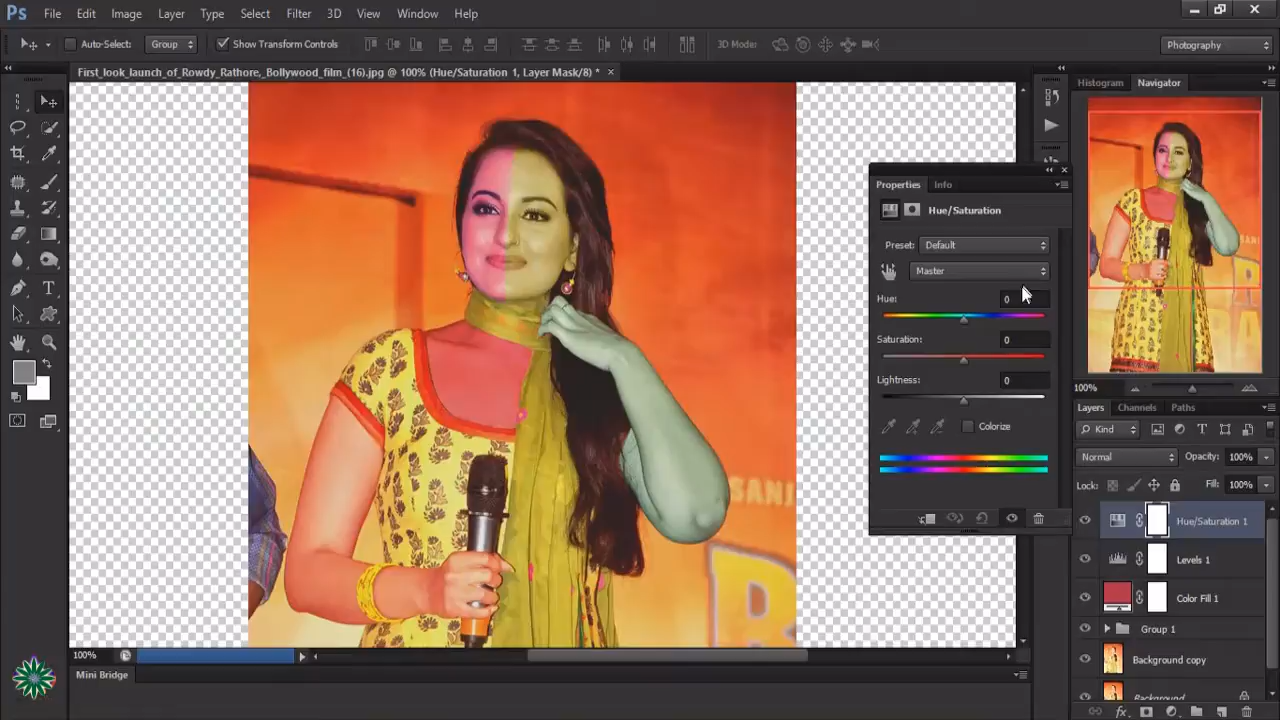 Ps File Edit Image Layer Type Select Filter 3D View Window Help
Auto-Select: Group Show Transform Controls 3D Mode: Photography
First_look_launch_of_Rowdy_Rathore,_Bollywood_film_(16).jpg @ 100% (Hue/Saturation 1, Layer Mask/8) * ×
Histogram Navigator
Properties Info
Hue/Saturation
Preset: Default
Master
Hue: 0
Saturation: 0
Lightness: 0
Colorize
100%
Layers Channels Paths
Kind
Normal Opacity: 100%
Lock: Fill: 100%
Hue/Saturation 1
Levels 1
Color Fill 1
Group 1
Background copy
Background
SANJ
R
100%
Mini Bridge